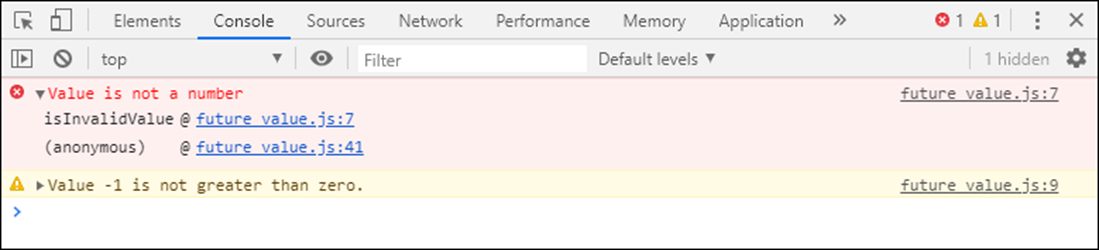 Elements Console Sources Network Performance Memory Application » 1 1
top Filter Default levels 1 hidden
Value is not a number future_value.js:7
isInvalidValue @ future_value.js:7
(anonymous) @ future_value.js:41
Value -1 is not greater than zero. future_value.js:9
>